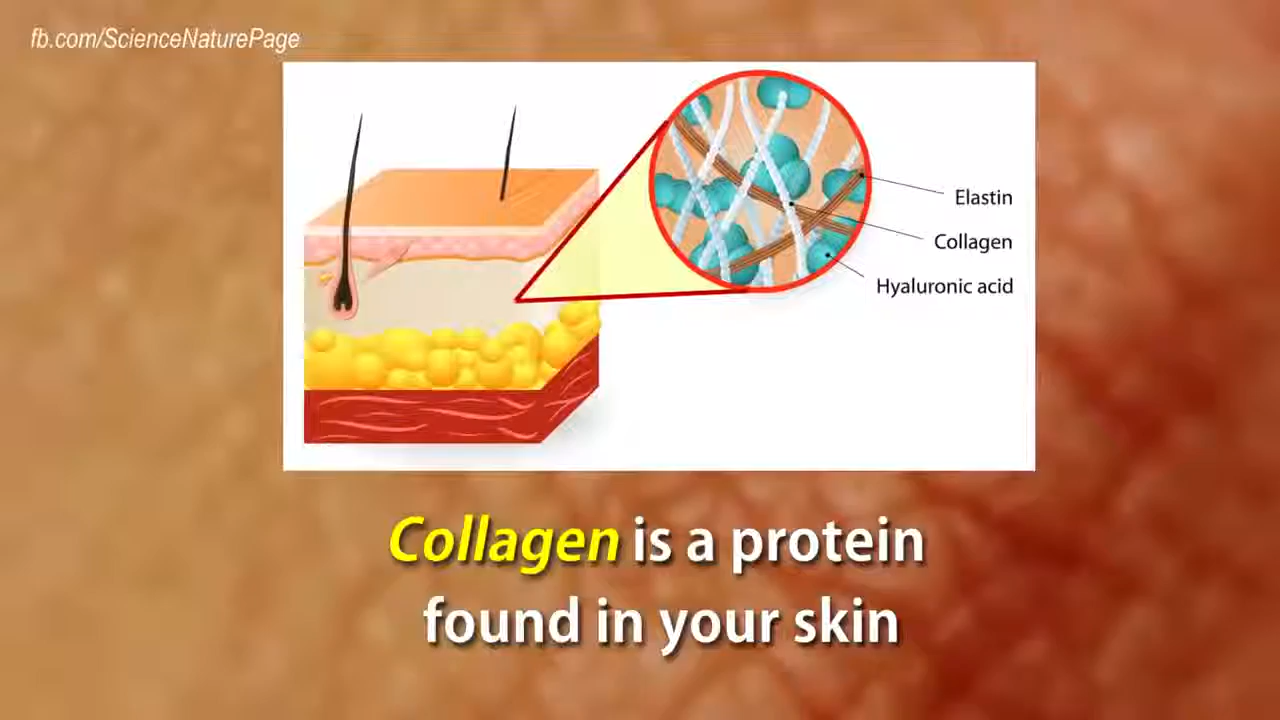 fb.com/ScienceNaturePage
Elastin
Collagen
Hyaluronic acid
Collagen is a protein
found in your skin